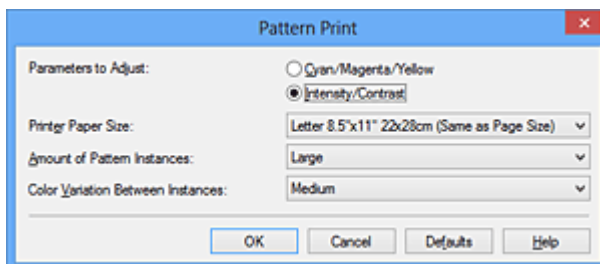 Pattern Print
Parameters to Adjust:
Cyan/Magenta/Yellow
Intensity/Contrast
Printer Paper Size: Letter 8.5"x11" 22x28cm (Same as Page Size)
Amount of Pattern Instances: Large
Color Variation Between Instances: Medium
OK Cancel Defaults Help